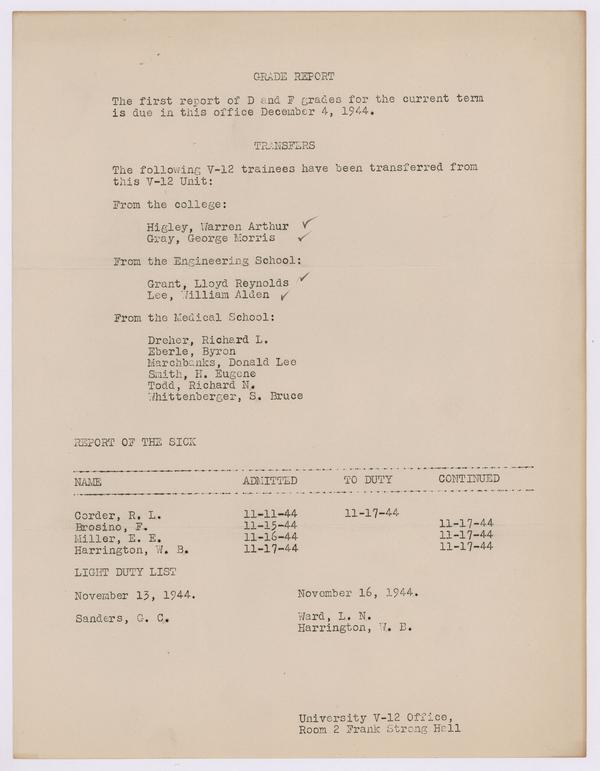 GRADE REPORT
The first report of D and F grades for the current term
is due in this office December 4, 1944.
TRANSFERS
The following V-12 trainees have been transferred from
this V-12 Unit:
From the college:
Higley, Warren Arthur ✓
Gray, George Morris ✓
From the Engineering School:
Grant, Lloyd Reynolds ✓
Lee, William Alden ✓
From the Medical School:
Dreher, Richard L.
Eberle, Byron
Marchbanks, Donald Lee
Smith, H. Eugene
Todd, Richard N.
Whittenberger, S. Bruce
REPORT OF THE SICK
NAME ADMITTED TO DUTY CONTINUED
Corder, R. L. 11-11-44 11-17-44
Brosino, F. 11-15-44 11-17-44
Miller, E. E. 11-16-44 11-17-44
Harrington, W. B. 11-17-44 11-17-44
LIGHT DUTY LIST
November 13, 1944. November 16, 1944.
Sanders, G. C. Ward, L. N.
Harrington, W. B.
University V-12 Office,
Room 2 Frank Strong Hall